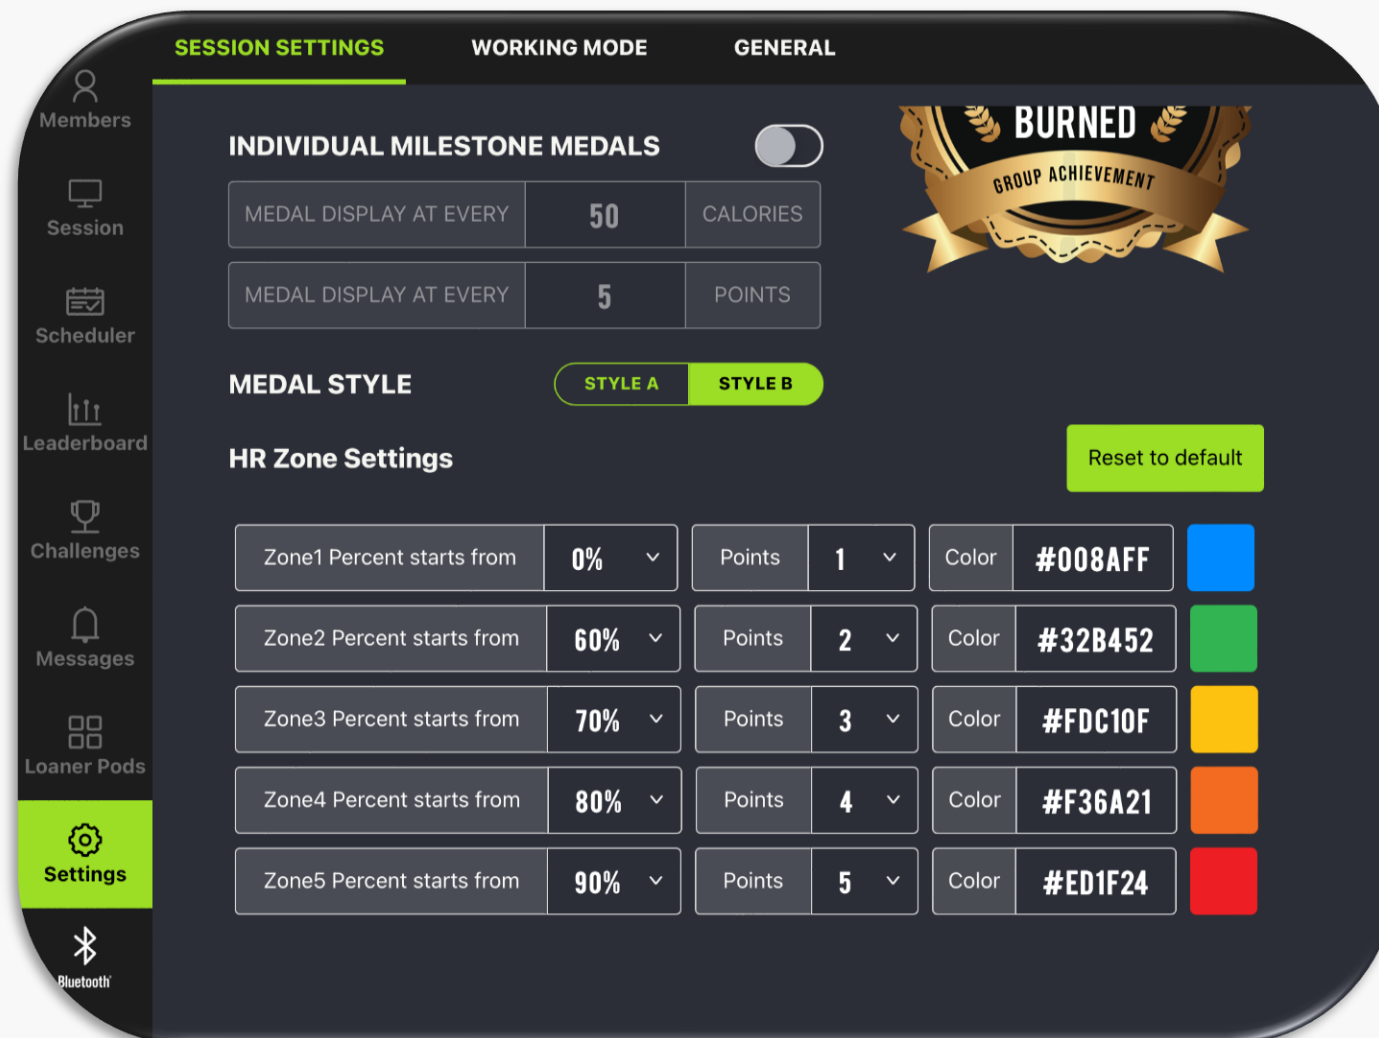 SESSION SETTINGS WORKING MODE GENERAL
Members
Session
Scheduler
Leaderboard
Challenges
Messages
Loaner Pods
Settings
Bluetooth
INDIVIDUAL MILESTONE MEDALS
MEDAL DISPLAY AT EVERY 50 CALORIES
MEDAL DISPLAY AT EVERY 5 POINTS
BURNED
GROUP ACHIEVEMENT
MEDAL STYLE STYLE A STYLE B
HR Zone Settings Reset to default
Zone1 Percent starts from 0% Points 1 Color #008AFF
Zone2 Percent starts from 60% Points 2 Color #32B452
Zone3 Percent starts from 70% Points 3 Color #FDC10F
Zone4 Percent starts from 80% Points 4 Color #F36A21
Zone5 Percent starts from 90% Points 5 Color #ED1F24